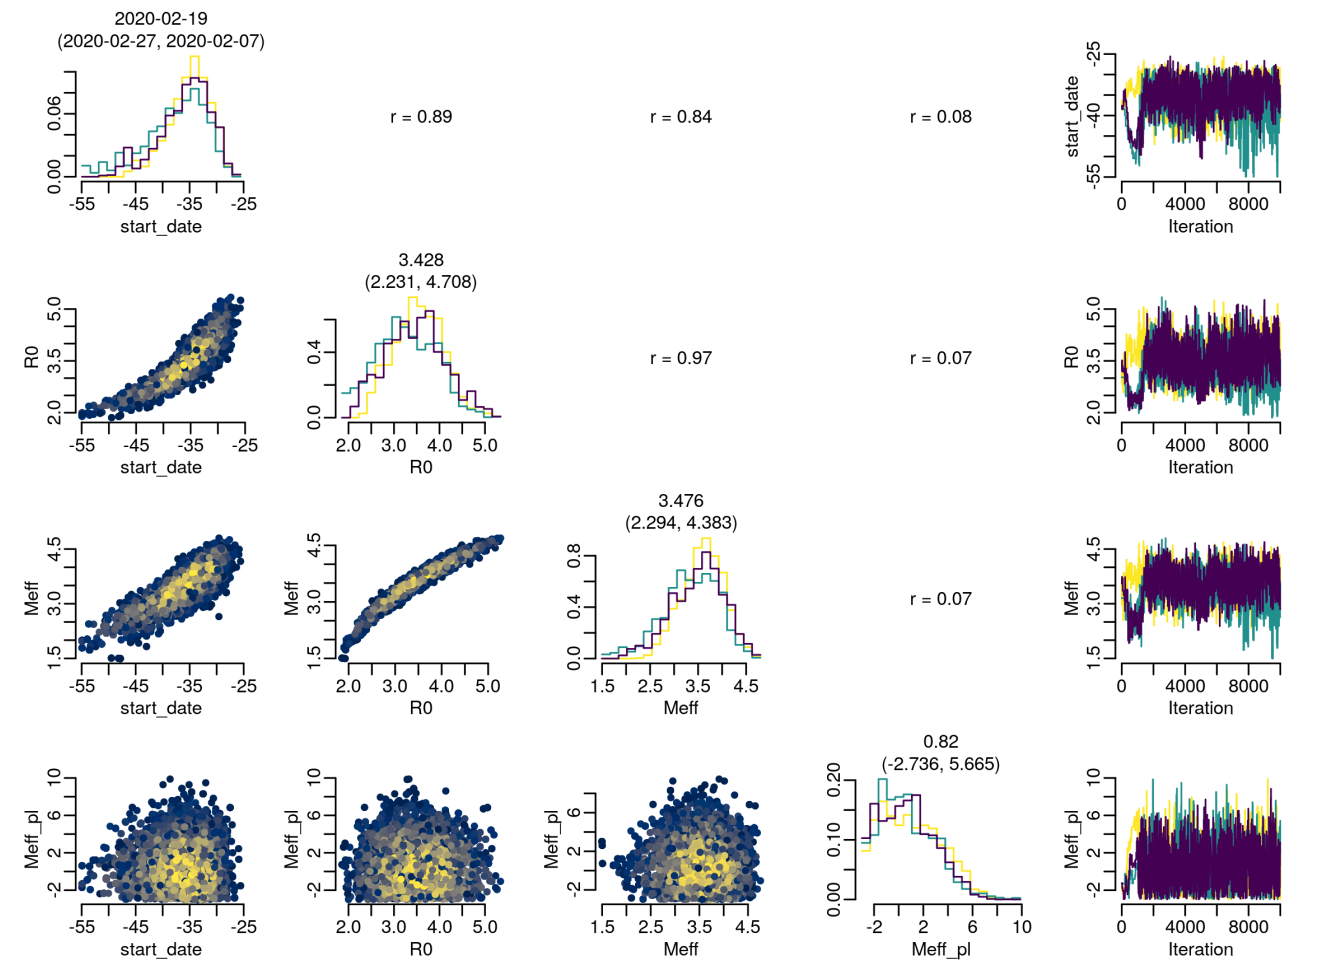 2020-02-19
(2020-02-27, 2020-02-07)
0.00 0.06
-55 -45 -35 -25
start_date
r = 0.89
r = 0.84
r = 0.08
start_date
-55 -40 -25
0 4000 8000
Iteration
R0
2.0 3.5 5.0
-55 -45 -35 -25
start_date
3.428
(2.231, 4.708)
0.0 0.4
2.0 3.0 4.0 5.0
R0
r = 0.97
r = 0.07
R0
2.0 3.5 5.0
0 4000 8000
Iteration
Meff
1.5 3.0 4.5
-55 -45 -35 -25
start_date
Meff
1.5 3.0 4.5
2.0 3.0 4.0 5.0
R0
3.476
(2.294, 4.383)
0.0 0.4 0.8
1.5 2.5 3.5 4.5
Meff
r = 0.07
Meff
1.5 3.0 4.5
0 4000 8000
Iteration
Meff_pl
-2 2 6 10
-55 -45 -35 -25
start_date
Meff_pl
-2 2 6 10
2.0 3.0 4.0 5.0
R0
Meff_pl
-2 2 6
1.5 2.5 3.5 4.5
Meff
0.82
(-2.736, 5.665)
0.00 0.10 0.20
-2 2 6 10
Meff_pl
Meff_pl
-2 2 6 10
0 4000 8000
Iteration